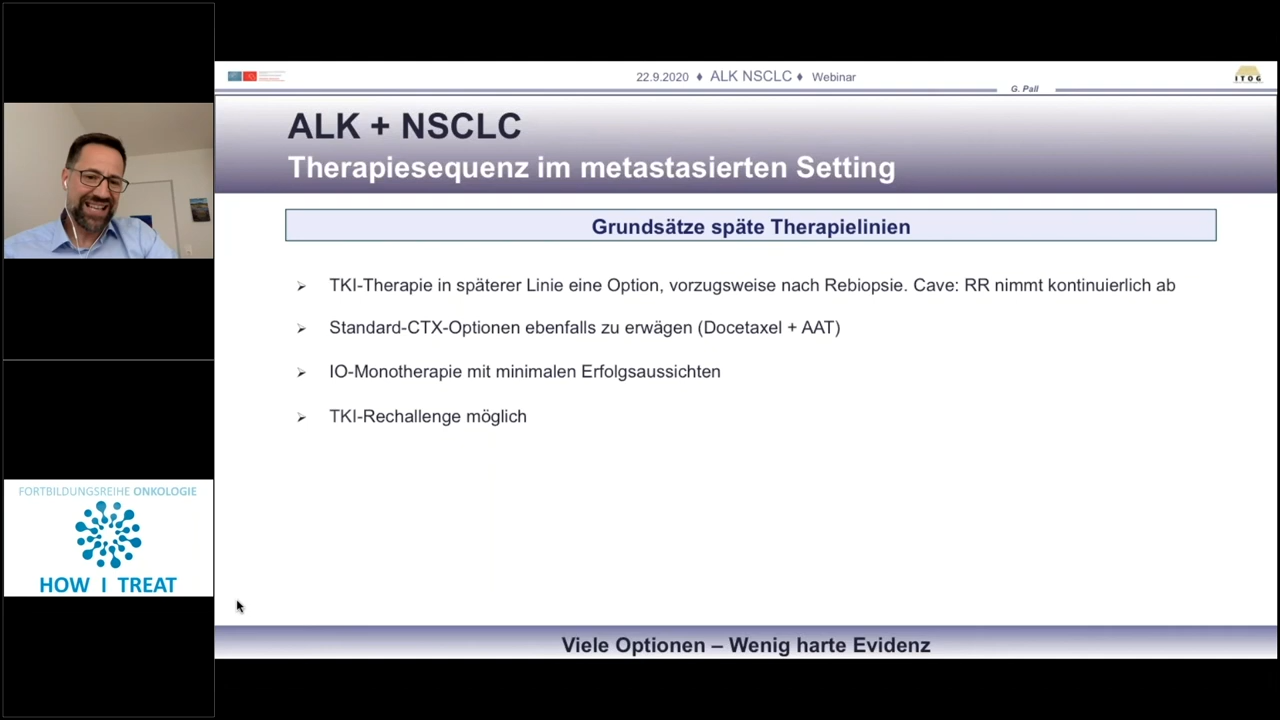 22.9.2020 ♦ ALK NSCLC ♦ Webinar
G. Pall
ITOG
ALK + NSCLC
Therapiesequenz im metastasierten Setting
Grundsätze späte Therapielinien
➢ TKI-Therapie in späterer Linie eine Option, vorzugsweise nach Rebiopsie. Cave: RR nimmt kontinuierlich ab
➢ Standard-CTX-Optionen ebenfalls zu erwägen (Docetaxel + AAT)
➢ IO-Monotherapie mit minimalen Erfolgsaussichten
➢ TKI-Rechallenge möglich
Viele Optionen – Wenig harte Evidenz
FORTBILDUNGSREIHE ONKOLOGIE
HOW I TREAT